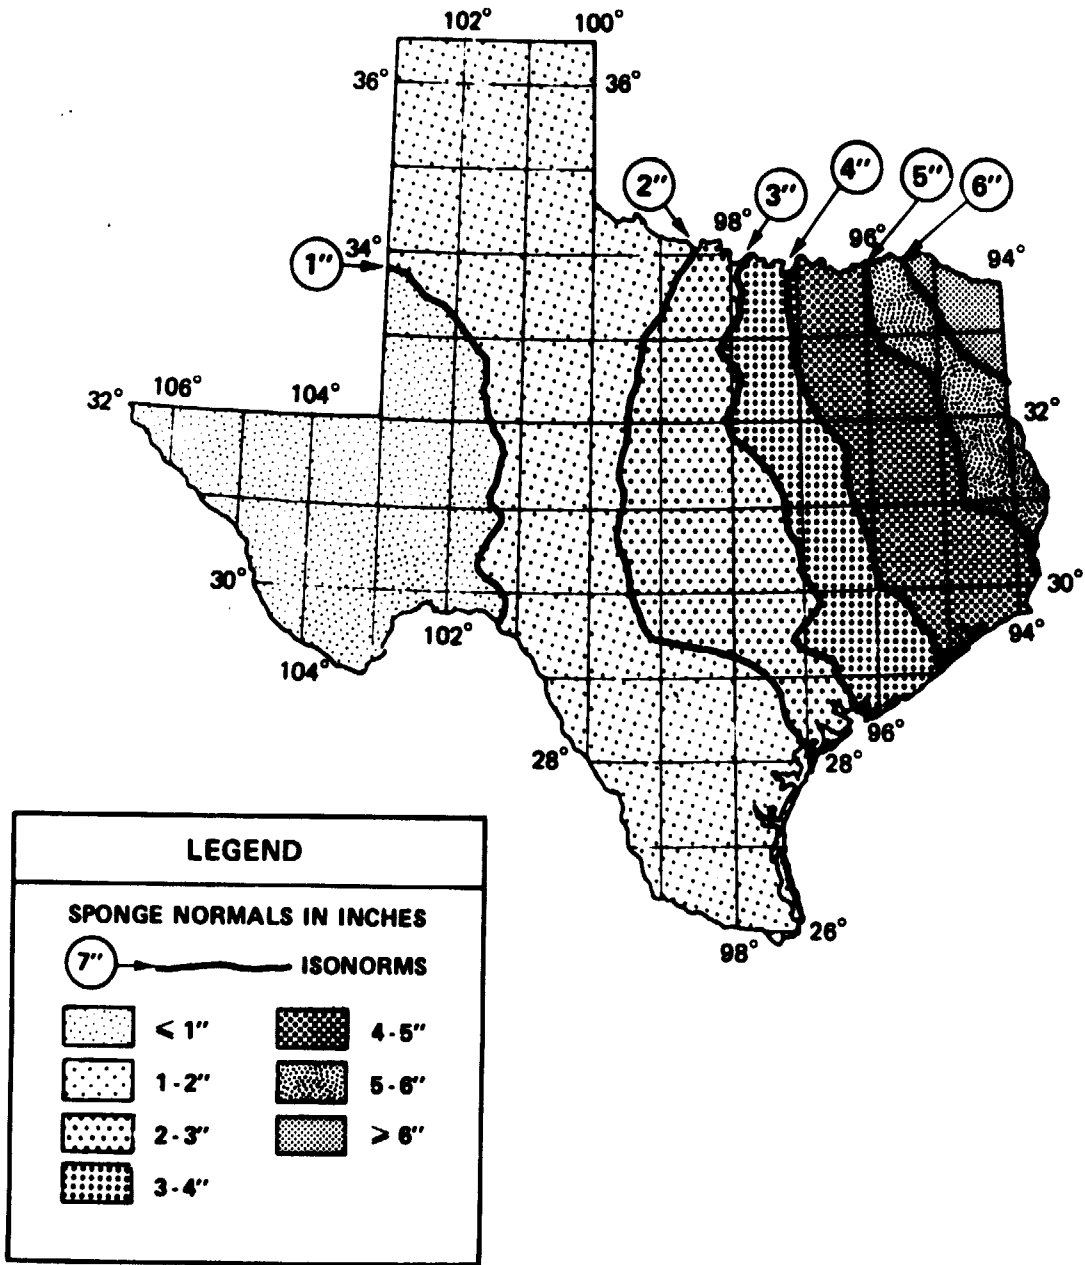 102° 100°
36° 36°
4" 5" 6"
2" 3"
98° 96° 94°
34°
1"
32° 106° 104° 32°
30° 30°
102° 94°
104°
96°
28° 28°
98° 26°
LEGEND
SPONGE NORMALS IN INCHES
7" ISONORMS
⩽ 1" 4-5"
1-2" 5-6"
2-3" ⩾ 6"
3-4"